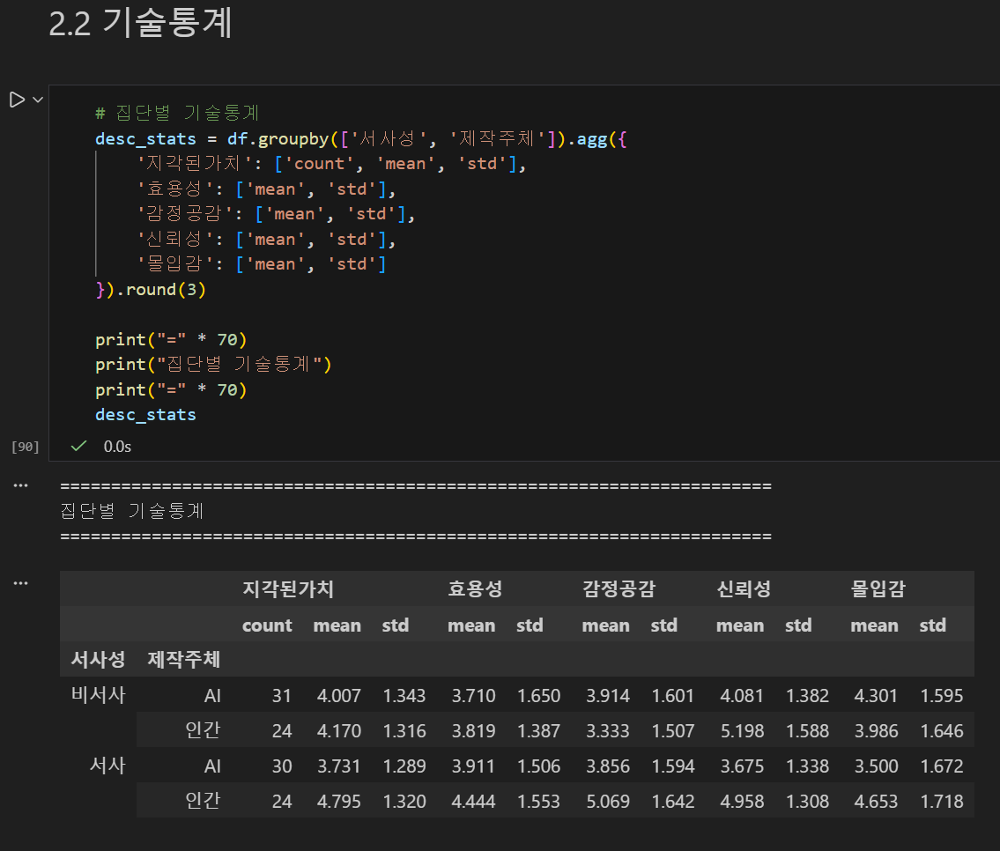 2.2 기술통계
# 집단별 기술통계
desc_stats = df.groupby(['서사성', '제작주체']).agg({
    '지각된가치': ['count', 'mean', 'std'],
    '효용성': ['mean', 'std'],
    '감정공감': ['mean', 'std'],
    '신뢰성': ['mean', 'std'],
    '몰입감': ['mean', 'std']
}).round(3)
print("=" * 70)
print("집단별 기술통계")
print("=" * 70)
desc_stats
[90] 0.0s
======================================================================
집단별 기술통계
======================================================================
지각된가치 효용성 감정공감 신뢰성 몰입감
count mean std mean std mean std mean std mean std
서사성 제작주체
비서사 AI 31 4.007 1.343 3.710 1.650 3.914 1.601 4.081 1.382 4.301 1.595
인간 24 4.170 1.316 3.819 1.387 3.333 1.507 5.198 1.588 3.986 1.646
서사 AI 30 3.731 1.289 3.911 1.506 3.856 1.594 3.675 1.338 3.500 1.672
인간 24 4.795 1.320 4.444 1.553 5.069 1.642 4.958 1.308 4.653 1.718